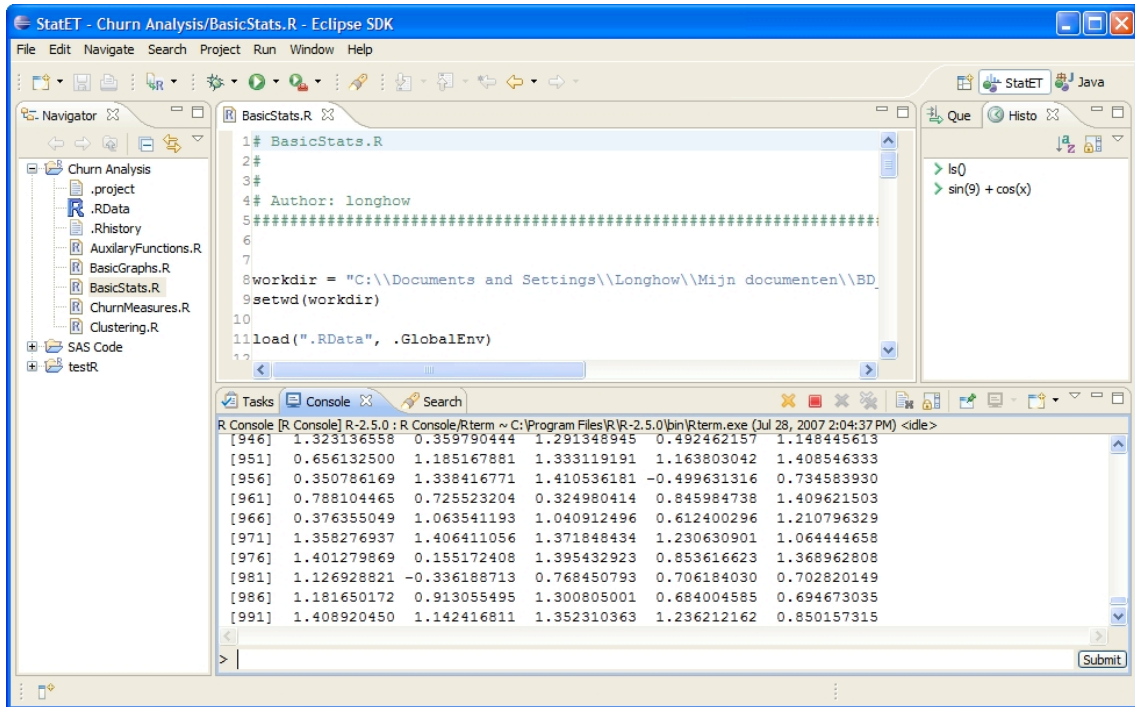 StatET - Churn Analysis/BasicStats.R - Eclipse SDK
File Edit Navigate Search Project Run Window Help
StatET Java
Navigator
Churn Analysis
.project
.RData
.Rhistory
AuxilaryFunctions.R
BasicGraphs.R
BasicStats.R
ChurnMeasures.R
Clustering.R
SAS Code
testR
BasicStats.R
1# BasicStats.R
2#
3#
4# Author: longhow
5####################################################################
6
7
8workdir = "C:\\Documents and Settings\\Longhow\\Mijn documenten\\BD_
9setwd(workdir)
10
11load(".RData", .GlobalEnv)
12
Que Histo
> ls()
> sin(9) + cos(x)
Tasks Console Search
R Console [R Console] R-2.5.0 : R Console/Rterm ~ C:\Program Files\R\R-2.5.0\bin\Rterm.exe (Jul 28, 2007 2:04:37 PM) <idle>
[946] 1.323136558 0.359790444 1.291348945 0.492462157 1.148445613
[951] 0.656132500 1.185167881 1.333119191 1.163803042 1.408546333
[956] 0.350786169 1.338416771 1.410536181 -0.499631316 0.734583930
[961] 0.788104465 0.725523204 0.324980414 0.845984738 1.409621503
[966] 0.376355049 1.063541193 1.040912496 0.612400296 1.210796329
[971] 1.358276937 1.406411056 1.371848434 1.230630901 1.064444658
[976] 1.401279869 0.155172408 1.395432923 0.853616623 1.368962808
[981] 1.126928821 -0.336188713 0.768450793 0.706184030 0.702820149
[986] 1.181650172 0.913055495 1.300805001 0.684004585 0.694673035
[991] 1.408920450 1.142416811 1.352310363 1.236212162 0.850157315
>
Submit